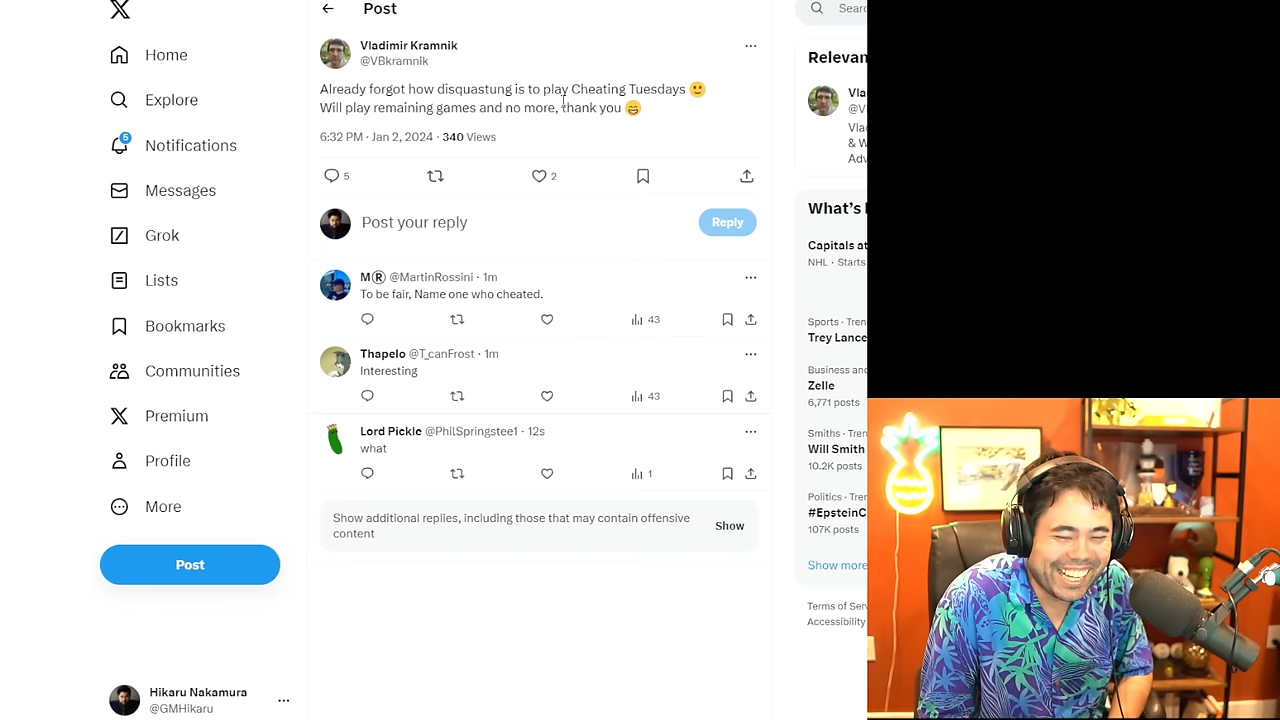 Post
Sear
Home
Explore
5
Notifications
Messages
Grok
Lists
Bookmarks
Communities
Premium
Profile
More
Post
Hikaru Nakamura
@GMHikaru
Vladimir Kramnik
@VBkramnik
Already forgot how disquastung is to play Cheating Tuesdays 🙂
Will play remaining games and no more, thank you 😄
6:32 PM · Jan 2, 2024 · 340 Views
5
2
Post your reply
Reply
MⓇ @MartinRossini · 1m
To be fair, Name one who cheated.
43
Thapelo @T_canFrost · 1m
Interesting
43
Lord Pickle @PhilSpringstee1 · 12s
what
1
Show additional replies, including those that may contain offensive
content
Show
Relevan
Vla
@V
Vlad
& W
Adv
What's
Capitals at
NHL · Starts
Sports · Tren
Trey Lance
Business and
Zelle
6,771 posts
Smiths · Tren
Will Smith
10.2K posts
Politics · Tren
#EpsteinC
107K posts
Show more
Terms of Serv
Accessibility